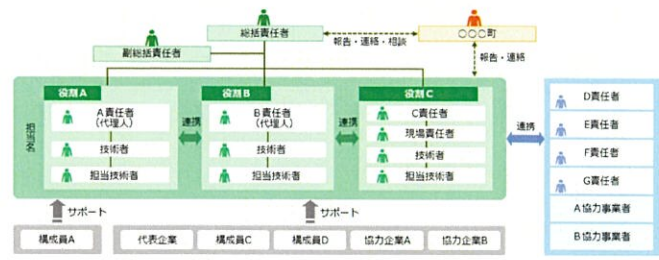 総括責任者
副総括責任者
報告・連絡・相談
○○○町
報告・連絡
担当名
役割A
A責任者
(代理人)
技術者
担当技術者
連携
役割B
B責任者
(代理人)
技術者
担当技術者
連携
役割C
C責任者
現場責任者
技術者
担当技術者
連携
D責任者
E責任者
F責任者
G責任者
A協力事業者
B協力事業者
サポート
サポート
構成員A
代表企業
構成員C
構成員D
協力企業A
協力企業B